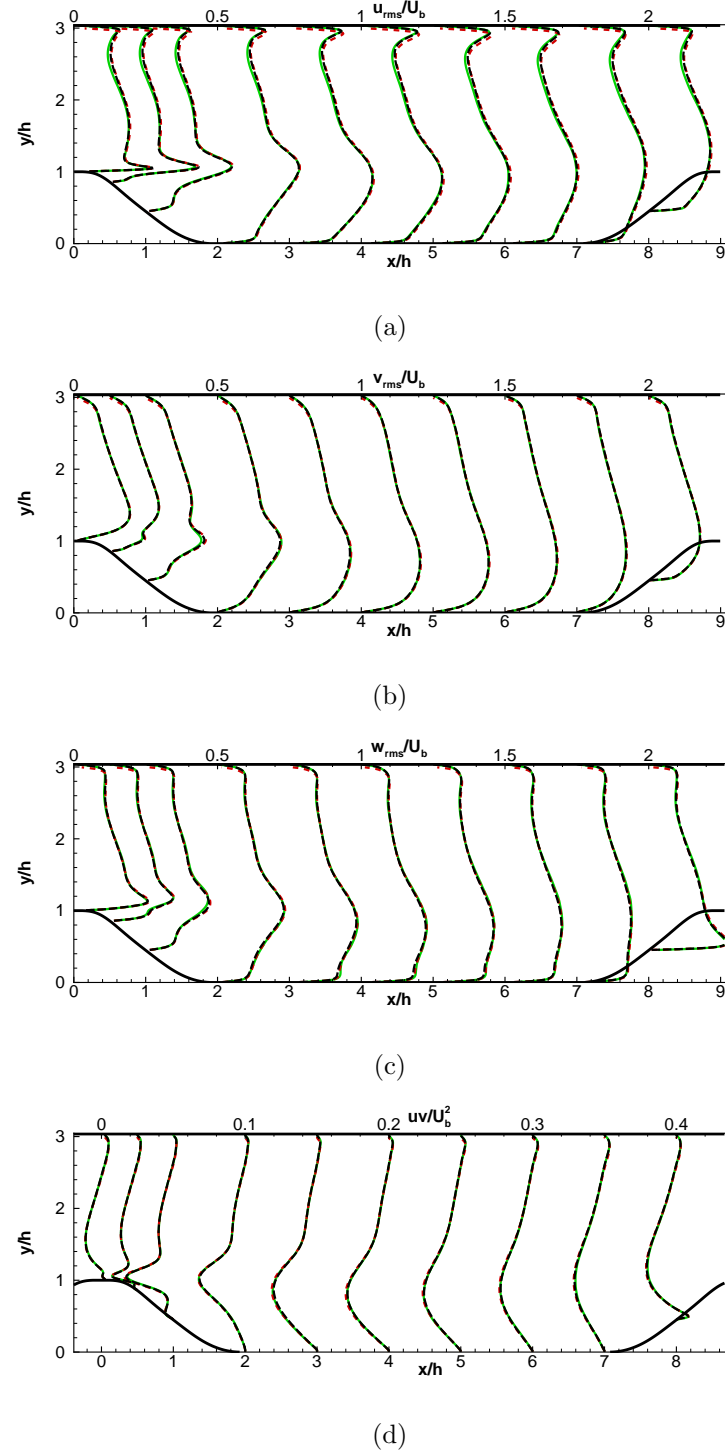 u_rms/U_b
0 0.5 1 1.5 2
y/h
3
2
1
0
0 1 2 3 4 5 6 7 8 9
x/h
(a)
v_rms/U_b
0 0.5 1 1.5 2
y/h
3
2
1
0
0 1 2 3 4 5 6 7 8 9
x/h
(b)
w_rms/U_b
0 0.5 1 1.5 2
y/h
3
2
1
0
0 1 2 3 4 5 6 7 8 9
x/h
(c)
uv/U_b^2
0 0.1 0.2 0.3 0.4
y/h
3
2
1
0
0 1 2 3 4 5 6 7 8
x/h
(d)